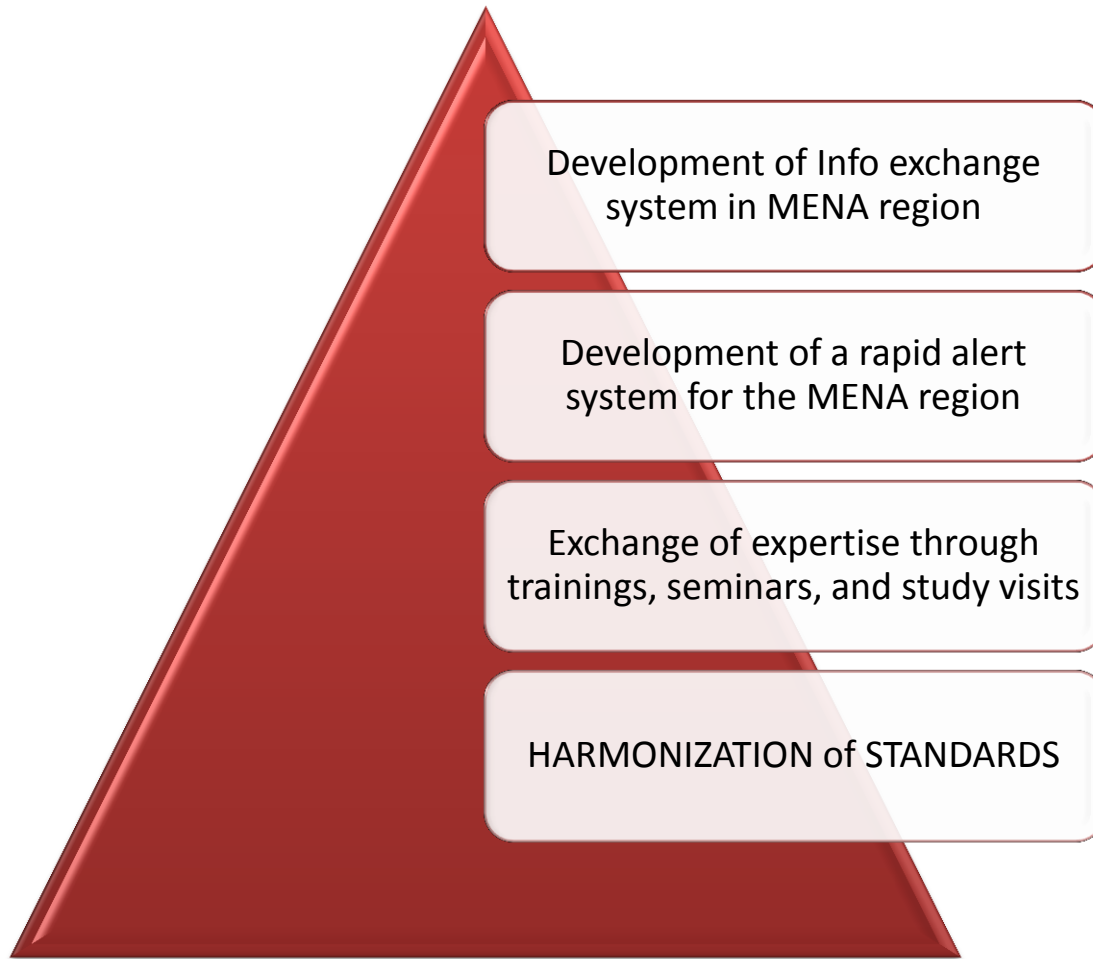 Development of Info exchange
system in MENA region
Development of a rapid alert
system for the MENA region
Exchange of expertise through
trainings, seminars, and study visits
HARMONIZATION of STANDARDS